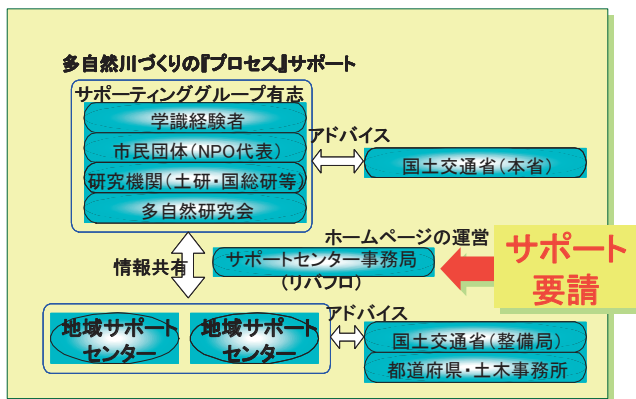 多自然川づくりの『プロセス』サポート
サポーティンググループ有志
学識経験者
市民団体(NPO代表)
研究機関(土研・国総研等)
多自然研究会
アドバイス
国土交通省(本省)
情報共有
ホームページの運営
サポートセンター事務局
(リバフロ)
サポート
要請
地域サポート
センター
地域サポート
センター
アドバイス
国土交通省(整備局)
都道府県・土木事務所